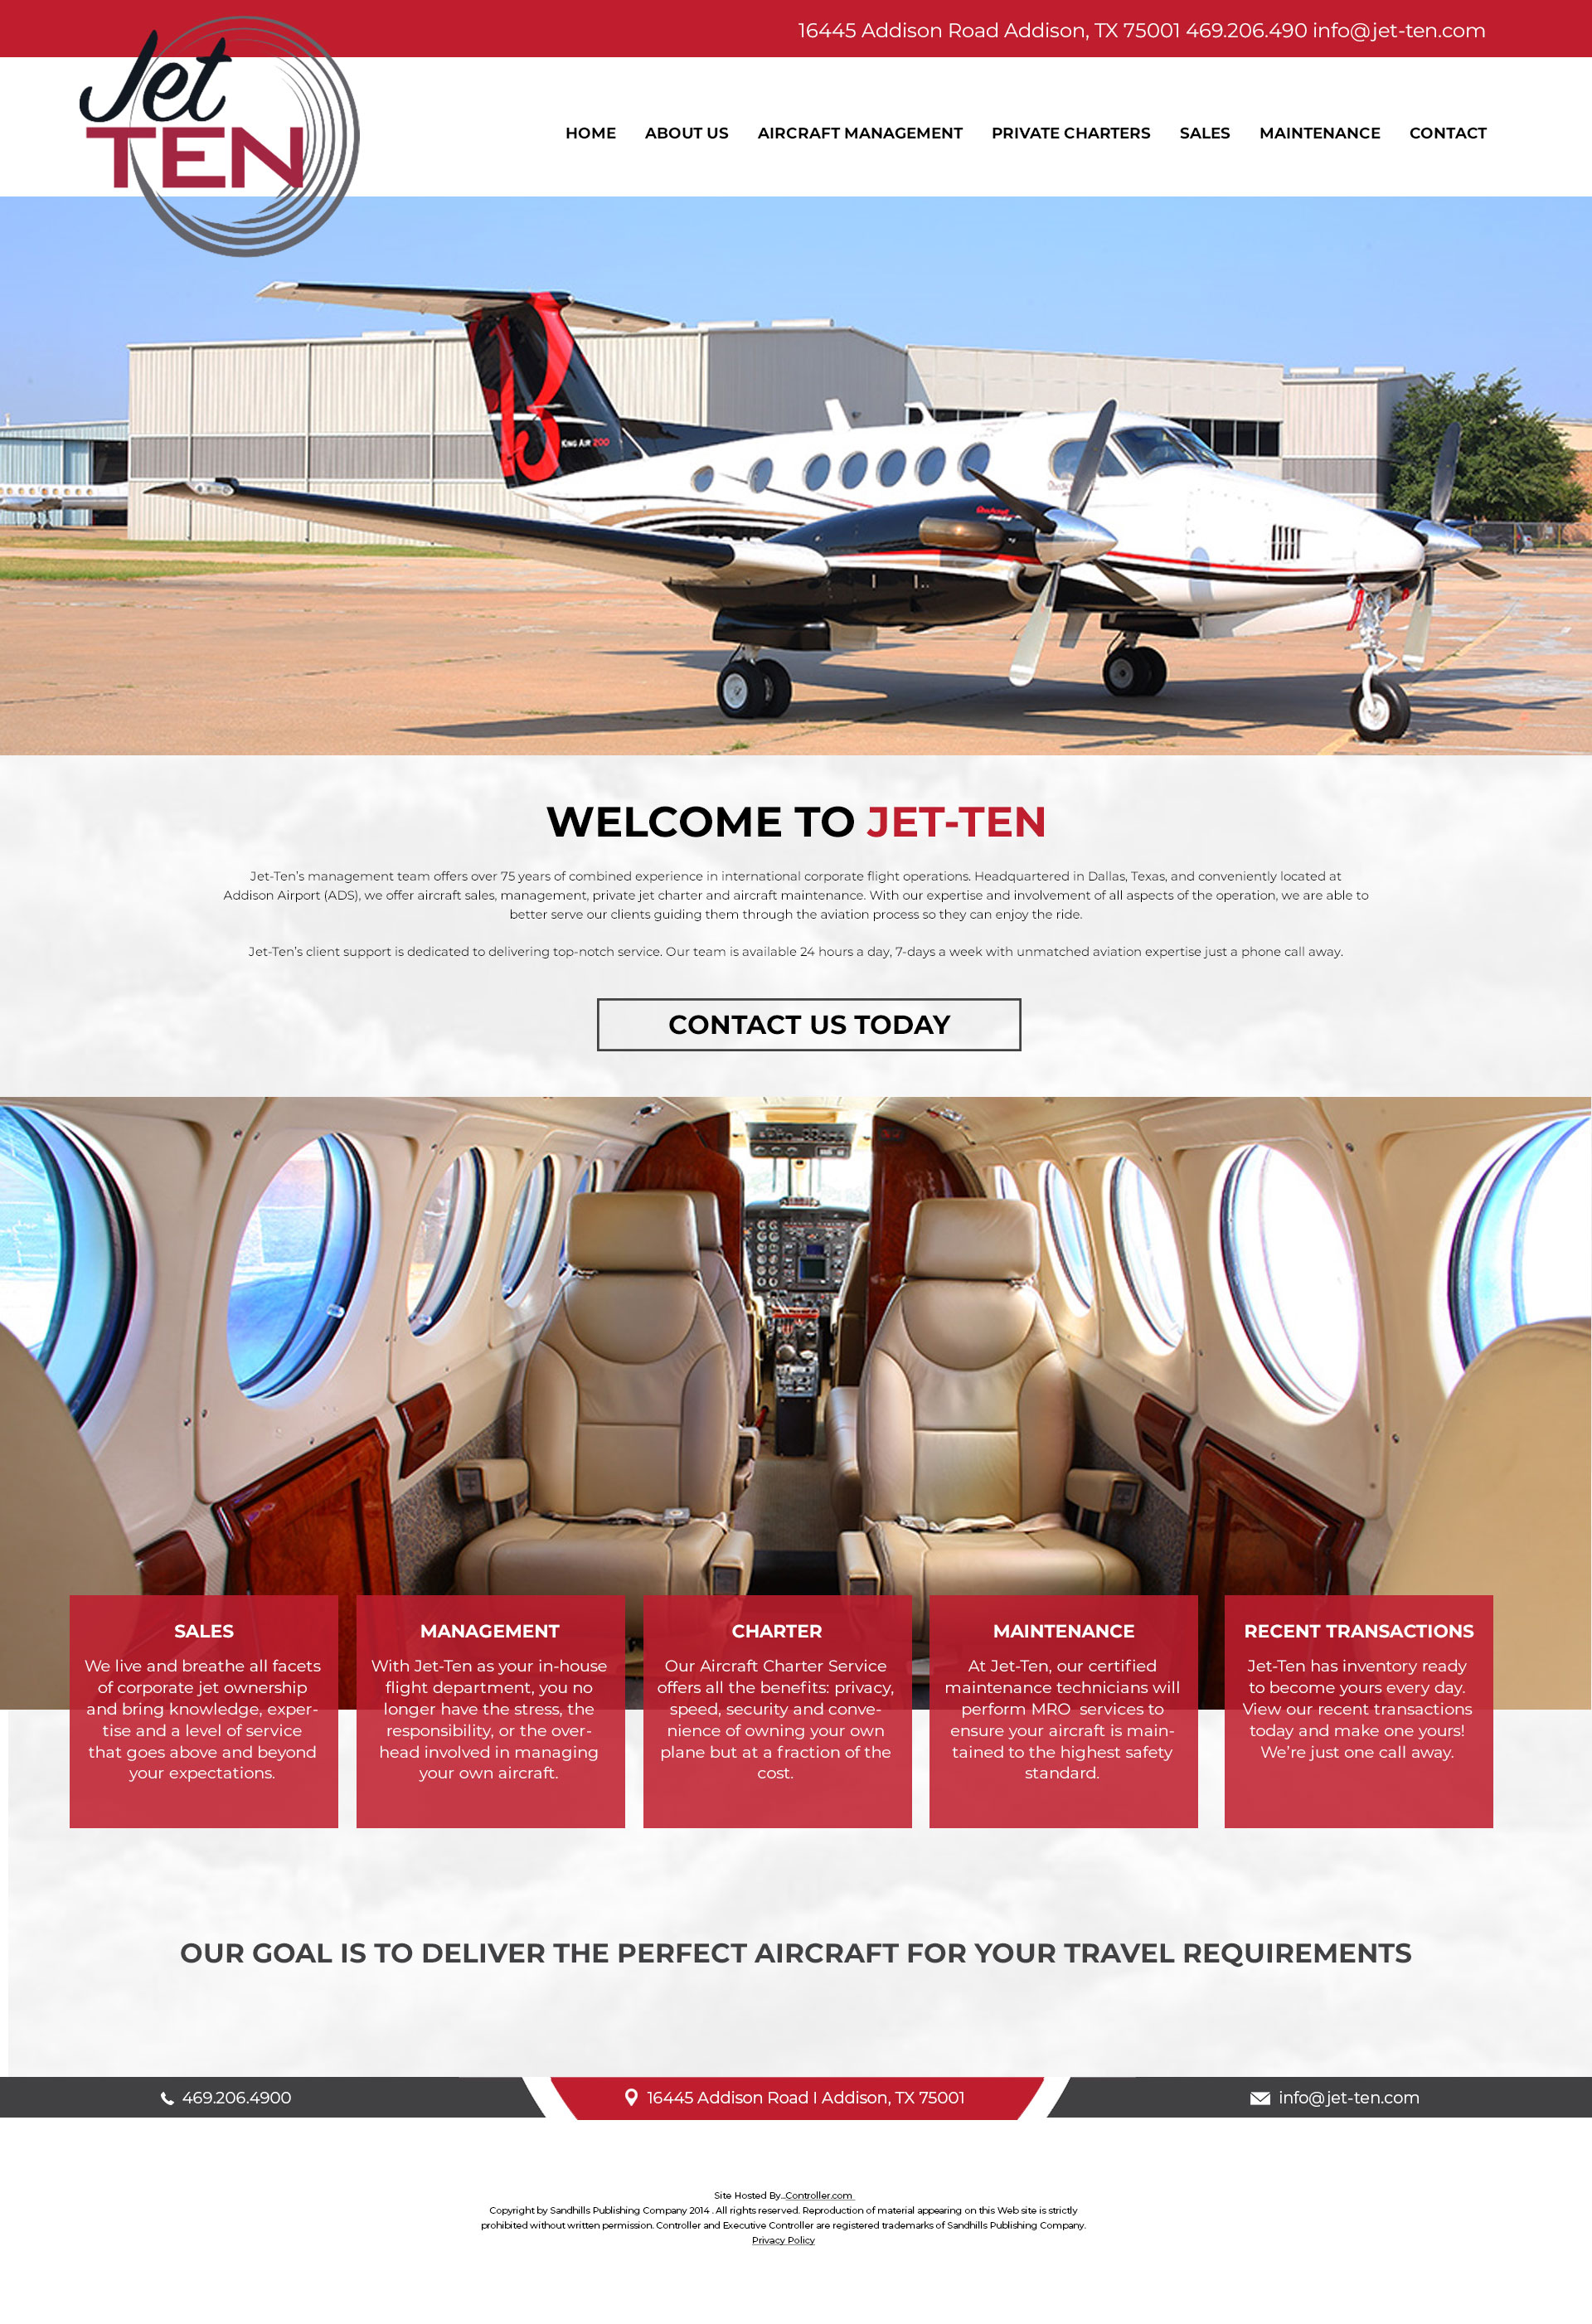 16445 Addison Road Addison, TX 75001 469.206.490 info@jet-ten.com
Jet
TEN
HOME ABOUT US AIRCRAFT MANAGEMENT PRIVATE CHARTERS SALES MAINTENANCE CONTACT
KING AIR 200
WELCOME TO JET-TEN
Jet-Ten's management team offers over 75 years of combined experience in international corporate flight operations. Headquartered in Dallas, Texas, and conveniently located at
Addison Airport (ADS), we offer aircraft sales, management, private jet charter and aircraft maintenance. With our expertise and involvement of all aspects of the operation, we are able to
better serve our clients guiding them through the aviation process so they can enjoy the ride.
Jet-Ten's client support is dedicated to delivering top-notch service. Our team is available 24 hours a day, 7-days a week with unmatched aviation expertise just a phone call away.
CONTACT US TODAY
SALES
We live and breathe all facets
of corporate jet ownership
and bring knowledge, exper-
tise and a level of service
that goes above and beyond
your expectations.
MANAGEMENT
With Jet-Ten as your in-house
flight department, you no
longer have the stress, the
responsibility, or the over-
head involved in managing
your own aircraft.
CHARTER
Our Aircraft Charter Service
offers all the benefits: privacy,
speed, security and conve-
nience of owning your own
plane but at a fraction of the
cost.
MAINTENANCE
At Jet-Ten, our certified
maintenance technicians will
perform MRO  services to
ensure your aircraft is main-
tained to the highest safety
standard.
RECENT TRANSACTIONS
Jet-Ten has inventory ready
to become yours every day.
View our recent transactions
today and make one yours!
We're just one call away.
OUR GOAL IS TO DELIVER THE PERFECT AIRCRAFT FOR YOUR TRAVEL REQUIREMENTS
469.206.4900
16445 Addison Road I Addison, TX 75001
info@jet-ten.com
Site Hosted By...Controller.com
Copyright by Sandhills Publishing Company 2014 . All rights reserved. Reproduction of material appearing on this Web site is strictly
prohibited without written permission. Controller and Executive Controller are registered trademarks of Sandhills Publishing Company.
Privacy Policy